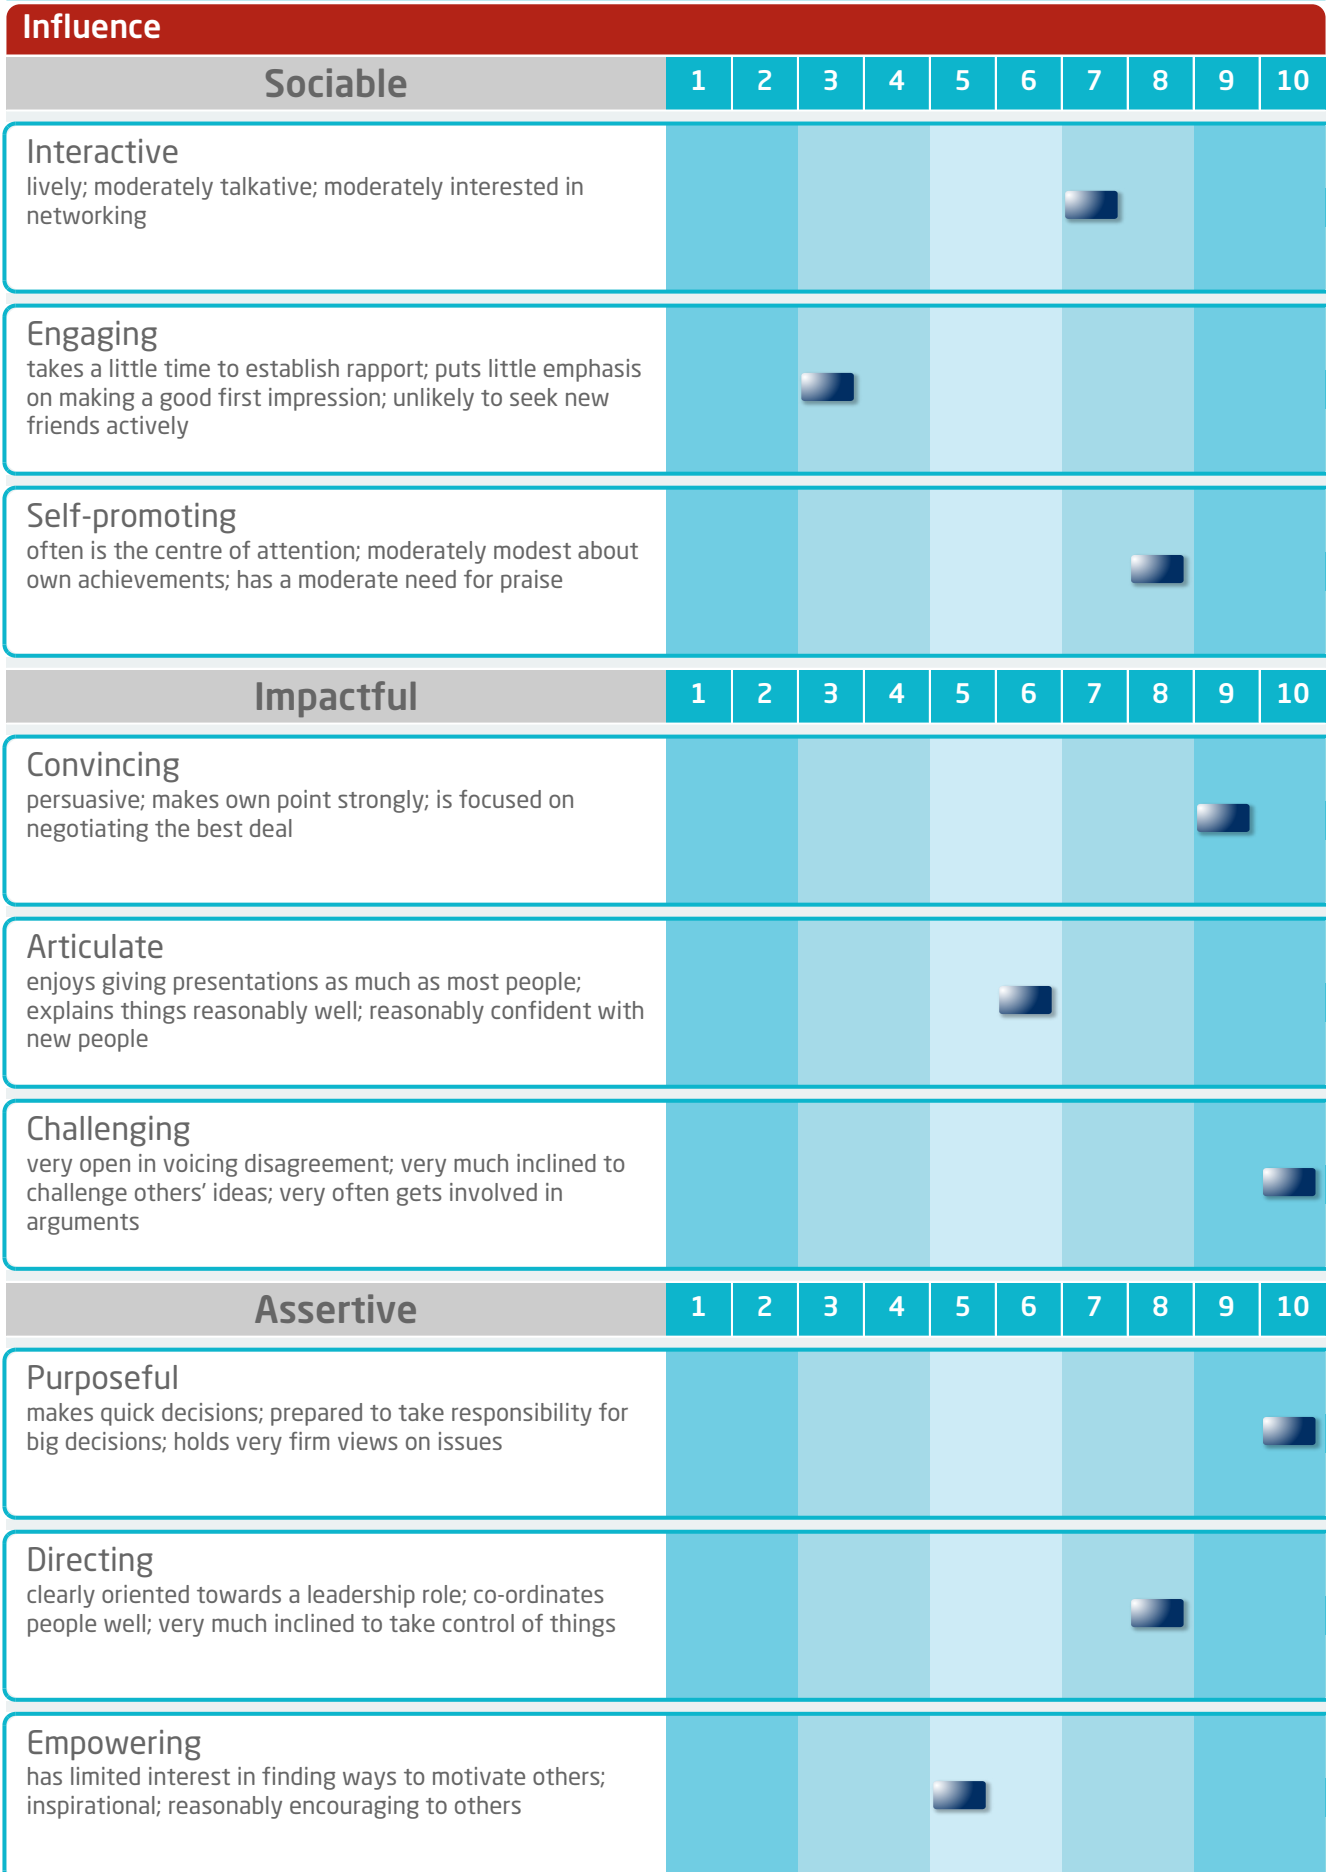 Influence
Sociable 1 2 3 4 5 6 7 8 9 10
Interactive
lively; moderately talkative; moderately interested in
networking
Engaging
takes a little time to establish rapport; puts little emphasis
on making a good first impression; unlikely to seek new
friends actively
Self-promoting
often is the centre of attention; moderately modest about
own achievements; has a moderate need for praise
Impactful 1 2 3 4 5 6 7 8 9 10
Convincing
persuasive; makes own point strongly; is focused on
negotiating the best deal
Articulate
enjoys giving presentations as much as most people;
explains things reasonably well; reasonably confident with
new people
Challenging
very open in voicing disagreement; very much inclined to
challenge others' ideas; very often gets involved in
arguments
Assertive 1 2 3 4 5 6 7 8 9 10
Purposeful
makes quick decisions; prepared to take responsibility for
big decisions; holds very firm views on issues
Directing
clearly oriented towards a leadership role; co-ordinates
people well; very much inclined to take control of things
Empowering
has limited interest in finding ways to motivate others;
inspirational; reasonably encouraging to others